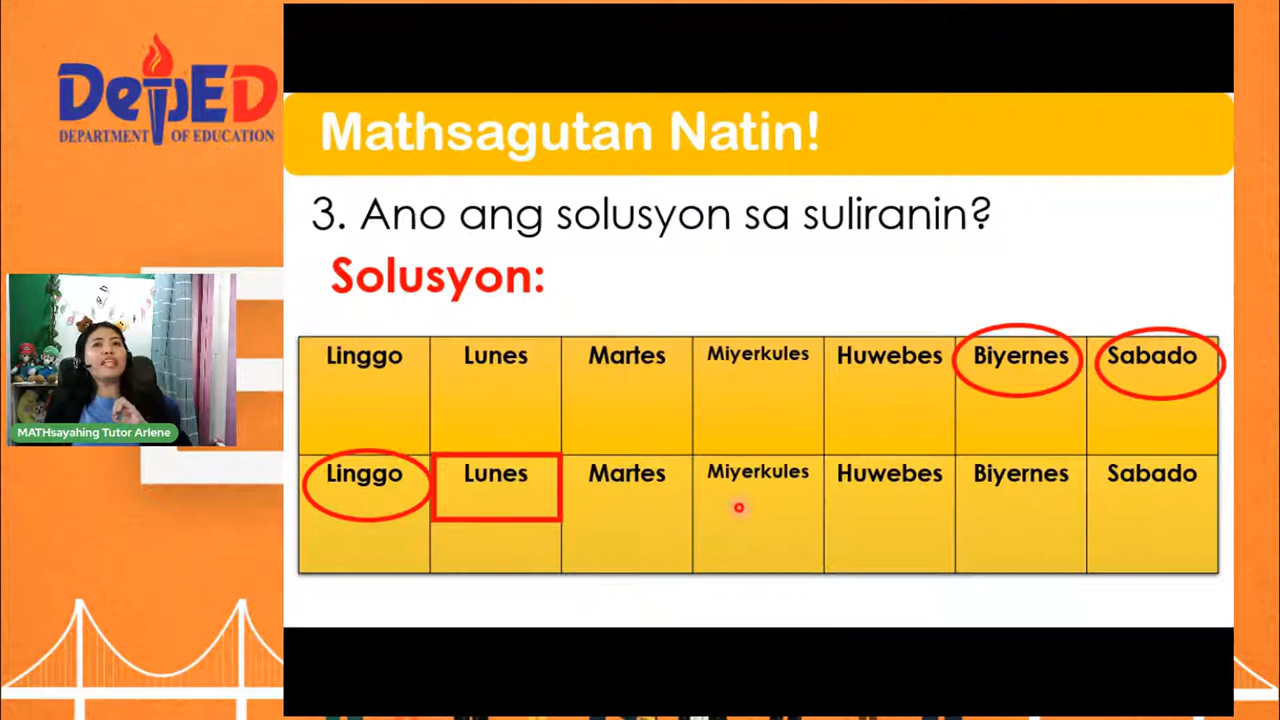 DepED
DEPARTMENT OF EDUCATION
Mathsagutan Natin!
3. Ano ang solusyon sa suliranin?
Solusyon:
Linggo Lunes Martes Miyerkules Huwebes Biyernes Sabado
Linggo Lunes Martes Miyerkules Huwebes Biyernes Sabado
MATHsayahing Tutor Arlene